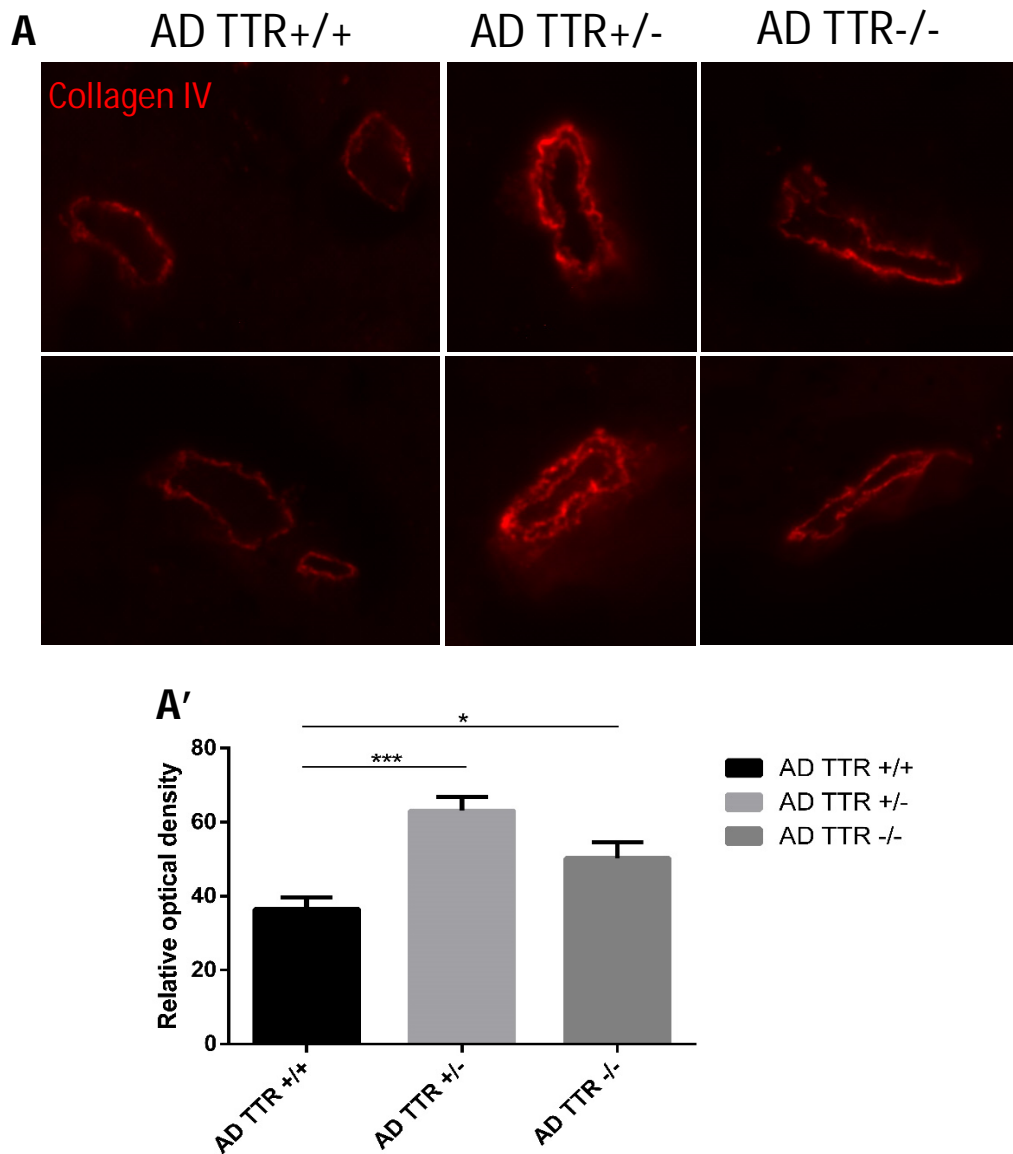 A
AD TTR+/+
AD TTR+/-
AD TTR-/-
Collagen IV
A'
*
***
Relative optical density
80
60
40
20
0
AD TTR +/+
AD TTR +/-
AD TTR -/-
AD TTR +/+
AD TTR +/-
AD TTR -/-